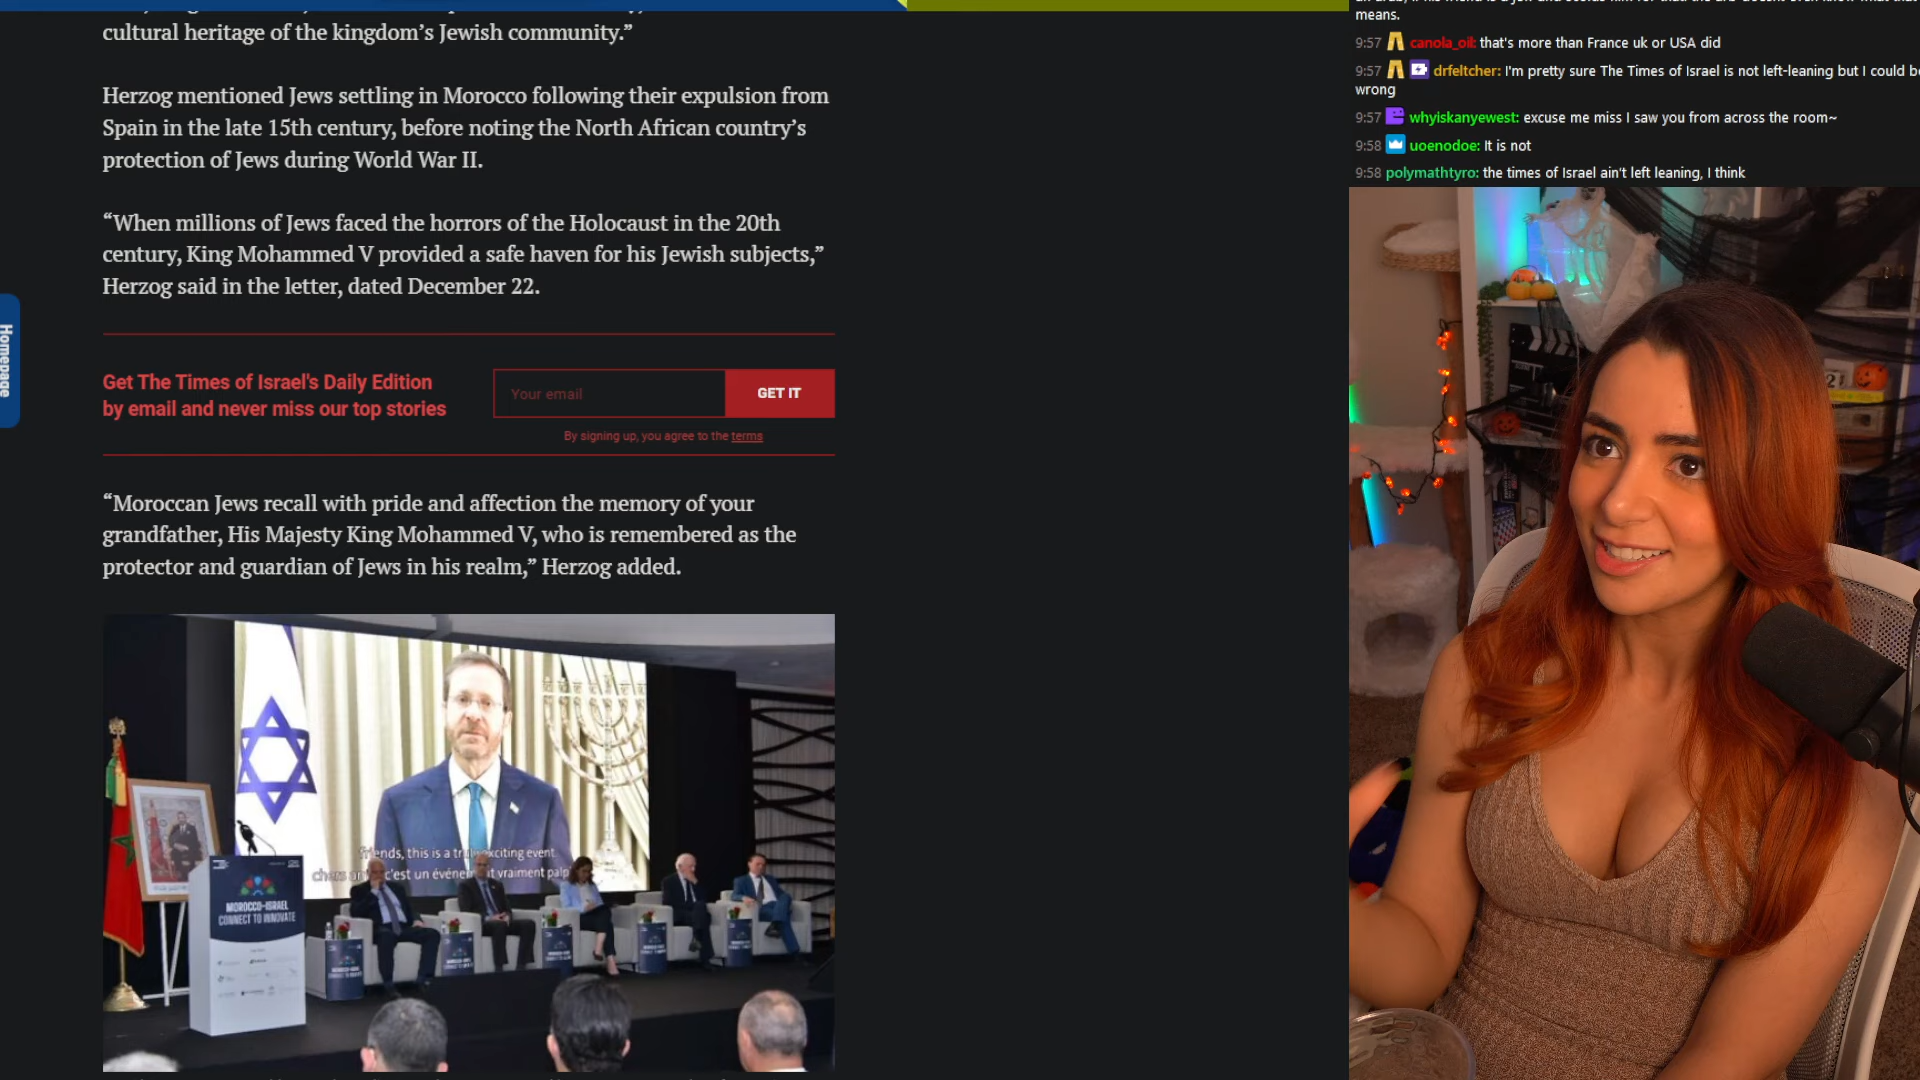 cultural heritage of the kingdom’s Jewish community.”
Herzog mentioned Jews settling in Morocco following their expulsion from
Spain in the late 15th century, before noting the North African country’s
protection of Jews during World War II.
“When millions of Jews faced the horrors of the Holocaust in the 20th
century, King Mohammed V provided a safe haven for his Jewish subjects,”
Herzog said in the letter, dated December 22.
Homepage
Get The Times of Israel's Daily Edition
by email and never miss our top stories
Your email
GET IT
By signing up, you agree to the terms
“Moroccan Jews recall with pride and affection the memory of your
grandfather, His Majesty King Mohammed V, who is remembered as the
protector and guardian of Jews in his realm,” Herzog added.
friends, this is a truly exciting event
c'est un vraiment
MOROCCO-ISRAEL
CONNECT TO INNOVATE
means.
9:57 canola_oil: that's more than France uk or USA did
9:57 drfeltcher: I'm pretty sure The Times of Israel is not left-leaning but I could be
wrong
9:57 whyiskanyewest: excuse me miss I saw you from across the room~
9:58 uoenodoe: It is not
9:58 polymathtyro: the times of Israel ain't left leaning, I think